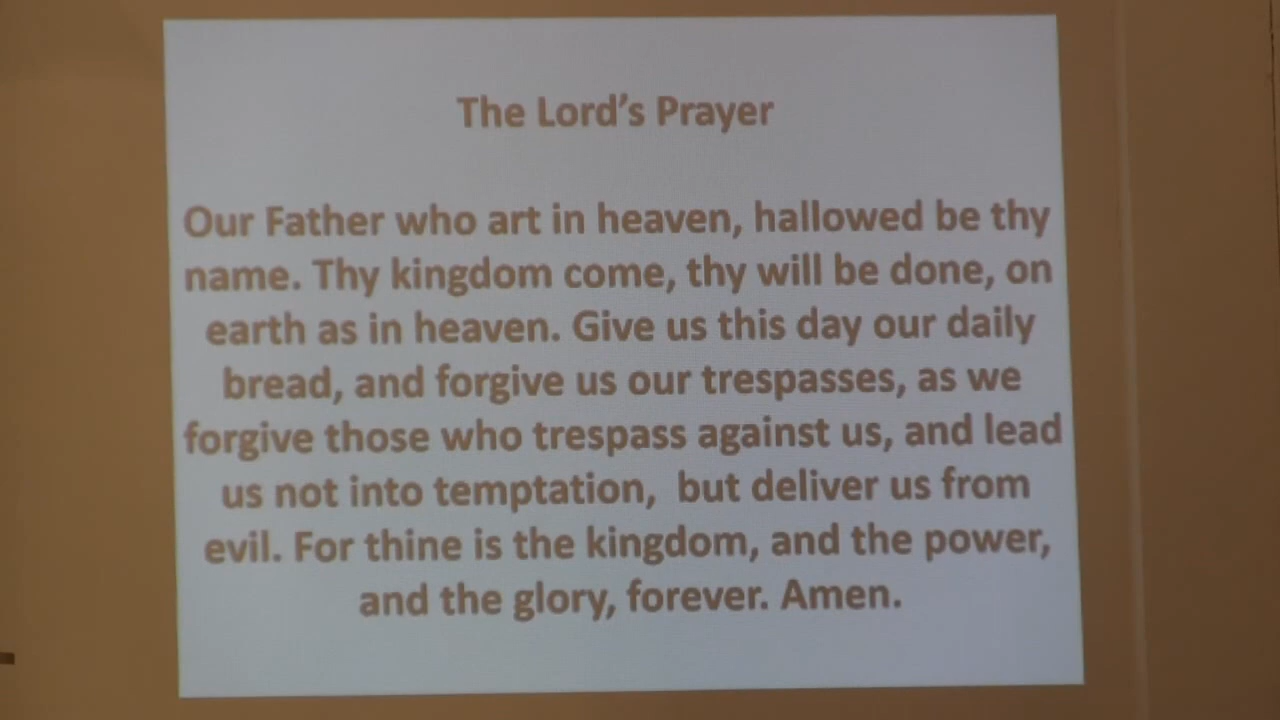 The Lord’s Prayer
Our Father who art in heaven, hallowed be thy
name. Thy kingdom come, thy will be done, on
earth as in heaven. Give us this day our daily
bread, and forgive us our trespasses, as we
forgive those who trespass against us, and lead
us not into temptation,  but deliver us from
evil. For thine is the kingdom, and the power,
and the glory, forever. Amen.